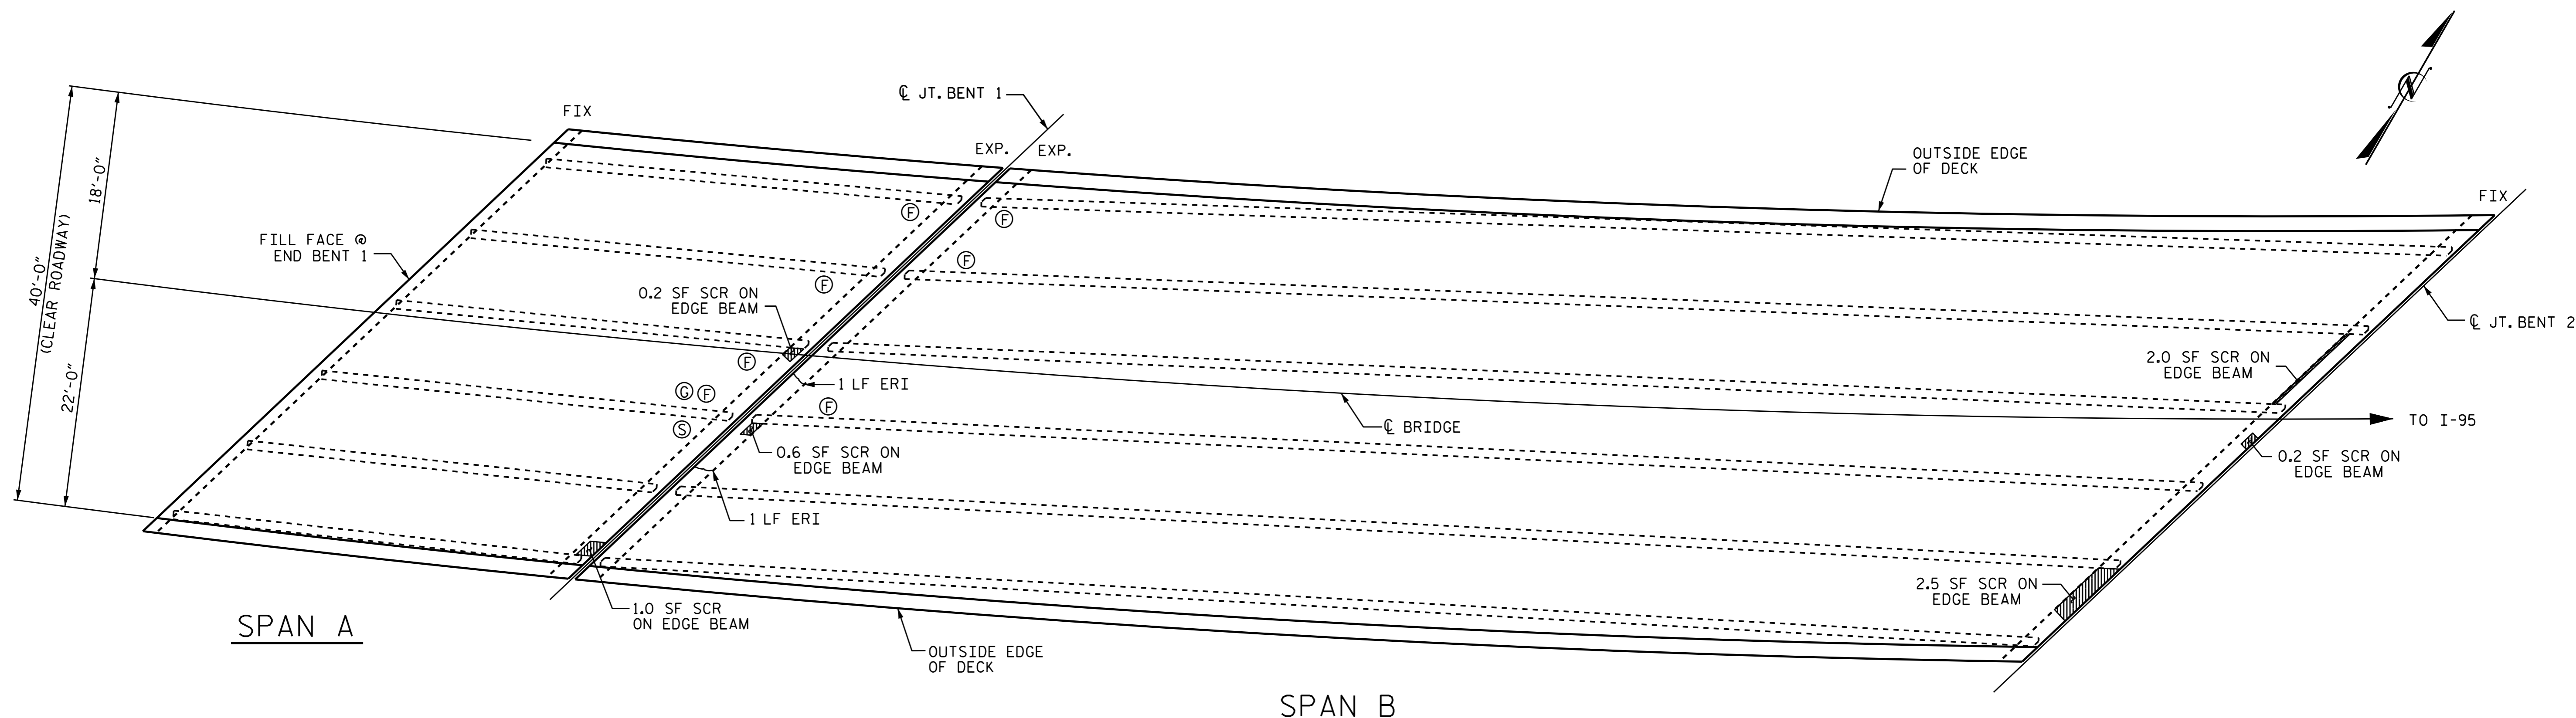 ℄ JT. BENT 1
FIX
EXP.
EXP.
N
OUTSIDE EDGE
OF DECK
FIX
40'-0"
(CLEAR ROADWAY)
18'-0"
22'-0"
FILL FACE @
END BENT 1
F
F
F
F
0.2 SF SCR ON
EDGE BEAM
F
G F
S
F
1 LF ERI
℄ BRIDGE
0.6 SF SCR ON
EDGE BEAM
1 LF ERI
1.0 SF SCR
ON EDGE BEAM
OUTSIDE EDGE
OF DECK
℄ JT. BENT 2
2.0 SF SCR ON
EDGE BEAM
TO I-95
0.2 SF SCR ON
EDGE BEAM
2.5 SF SCR ON
EDGE BEAM
SPAN A
SPAN B